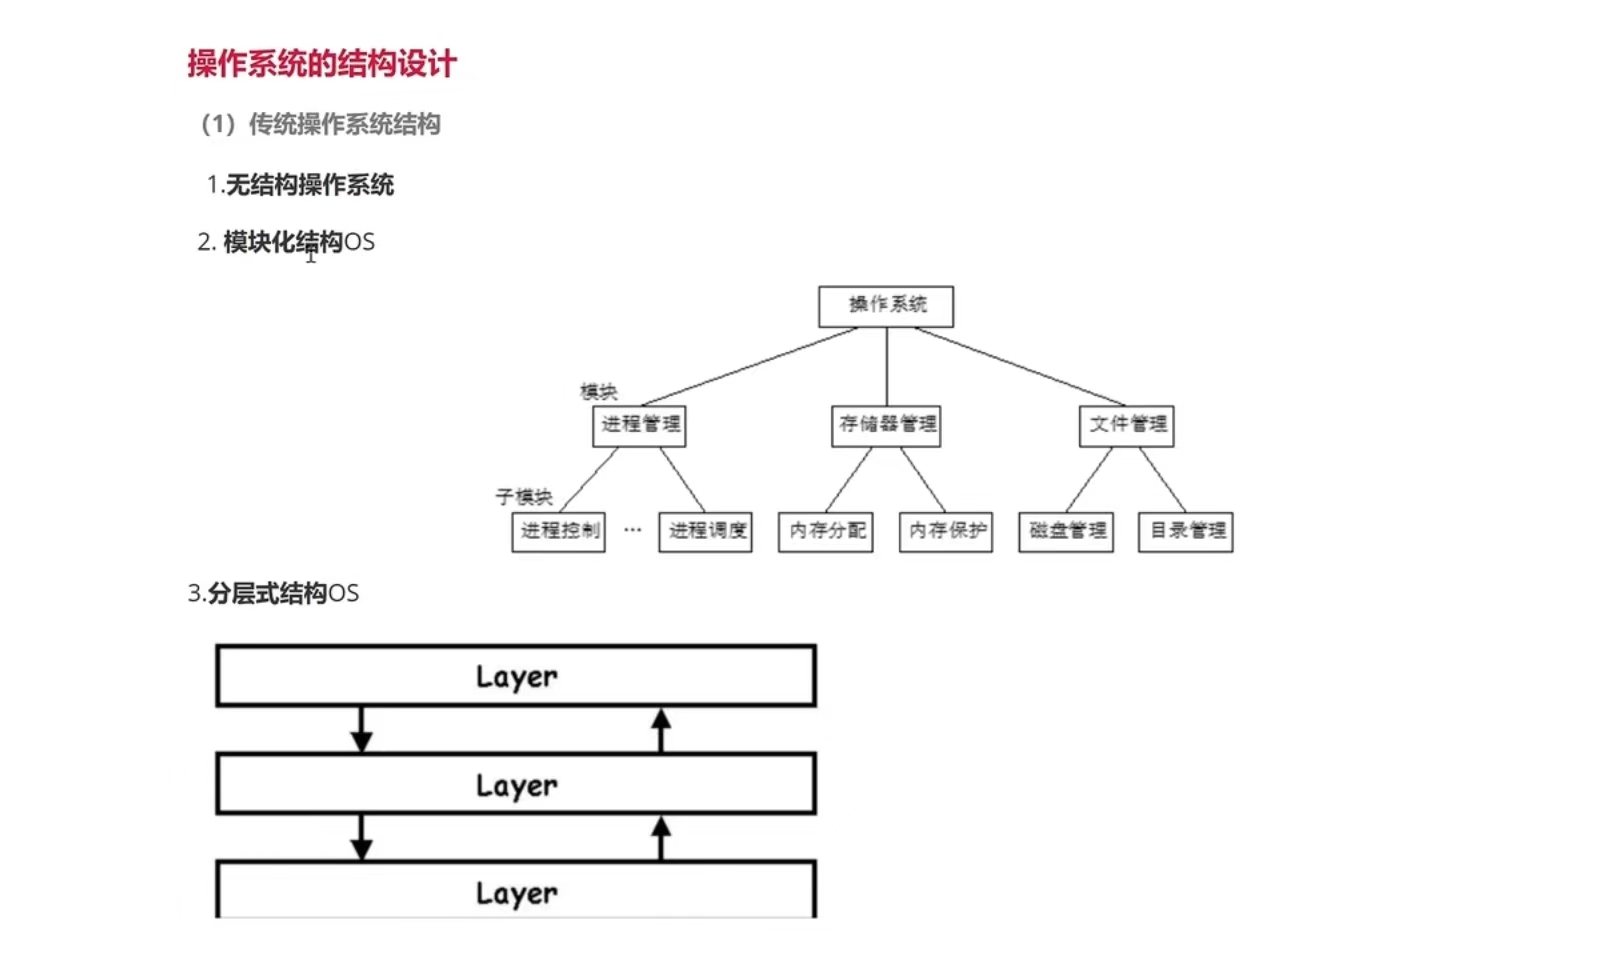 操作系统的结构设计
（1）传统操作系统结构
1.无结构操作系统
2. 模块化结构OS
操作系统
模块
进程管理 存储器管理 文件管理
子模块
进程控制 … 进程调度 内存分配 内存保护 磁盘管理 目录管理
3.分层式结构OS
Layer
Layer
Layer